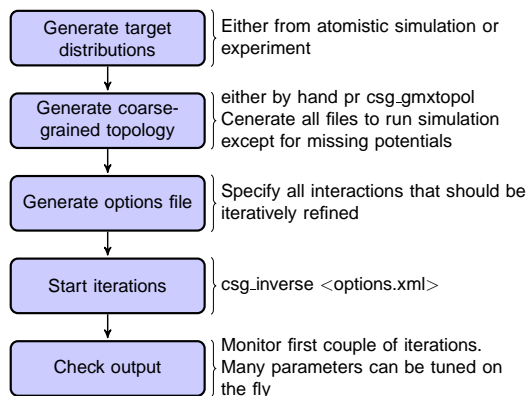 Generate target
distributions
Either from atomistic simulation or
experiment
Generate coarse-
grained topology
either by hand pr csg_gmxtopol
Cenerate all files to run simulation
except for missing potentials
Generate options file
Specify all interactions that should be
iteratively refined
Start iterations
csg_inverse <options.xml>
Check output
Monitor first couple of iterations.
Many parameters can be tuned on
the fly